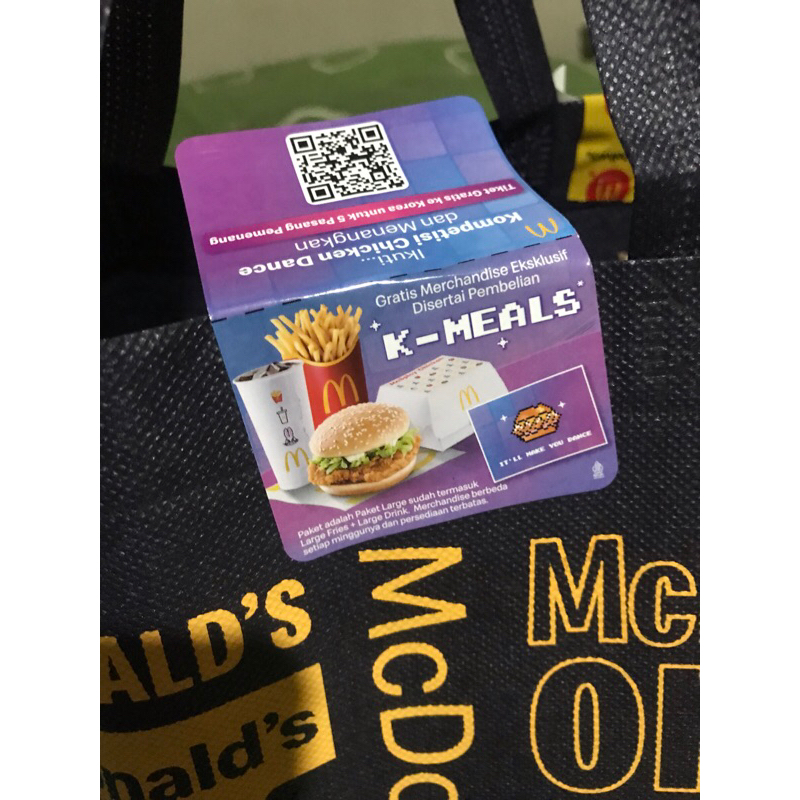 Tiket Gratis ke Korea untuk 5 Pasang Pemenang
Ikuti...
Kompetisi Chicken Dance
dan Menangkan
Gratis Merchandise Eksklusif
Disertai Pembelian
K-MEALS*
IT'LL MAKE YOU DANCE
Paket adalah Paket Large sudah termasuk
Large Fries + Large Drink. Merchandise berbeda
setiap minggunya dan persediaan terbatas.
ALD'S
nald's
McDo
Mc